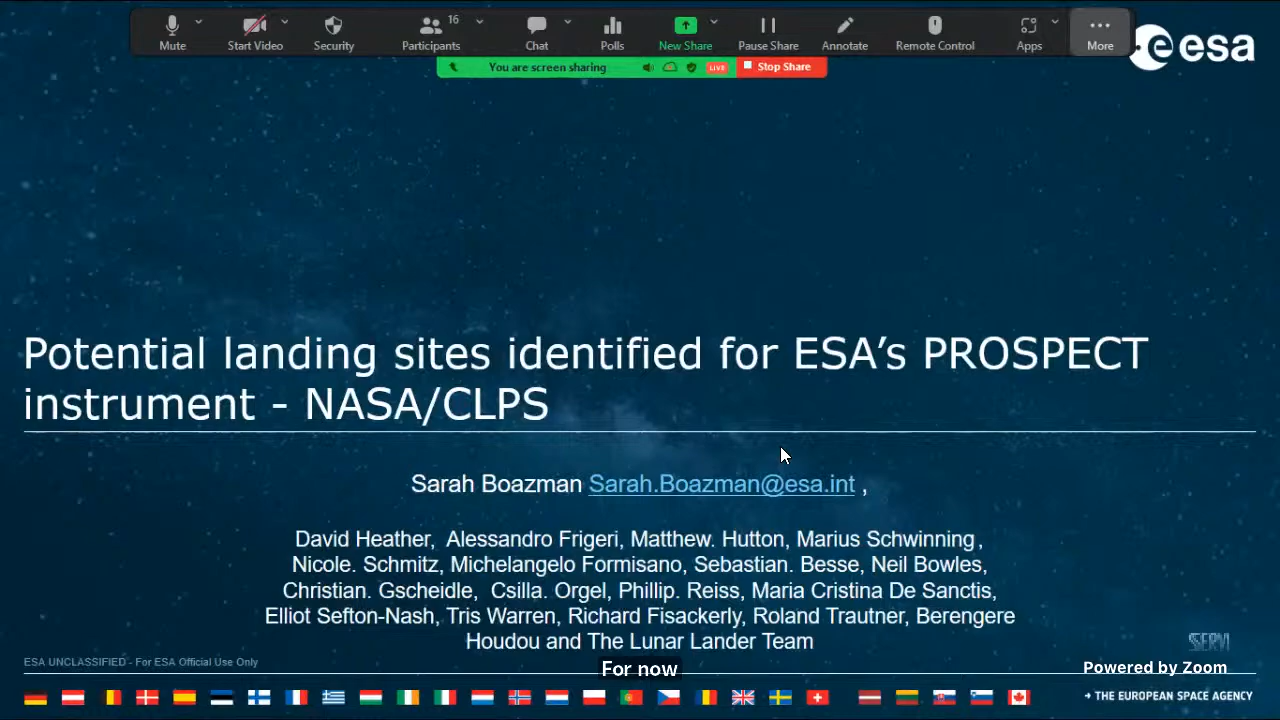 16
Mute
Start Video
Security
Participants
Chat
Polls
New Share
Pause Share
Annotate
Remote Control
Apps
More
esa
You are screen sharing
LIVE
Stop Share
Potential landing sites identified for ESA’s PROSPECT
instrument - NASA/CLPS
Sarah Boazman Sarah.Boazman@esa.int ,
David Heather, Alessandro Frigeri, Matthew. Hutton, Marius Schwinning,
Nicole. Schmitz, Michelangelo Formisano, Sebastian. Besse, Neil Bowles,
Christian. Gscheidle, Csilla. Orgel, Phillip. Reiss, Maria Cristina De Sanctis,
Elliot Sefton-Nash, Tris Warren, Richard Fisackerly, Roland Trautner, Berengere
Houdou and The Lunar Lander Team
ESA UNCLASSIFIED - For ESA Official Use Only
For now
Powered by Zoom
→ THE EUROPEAN SPACE AGENCY